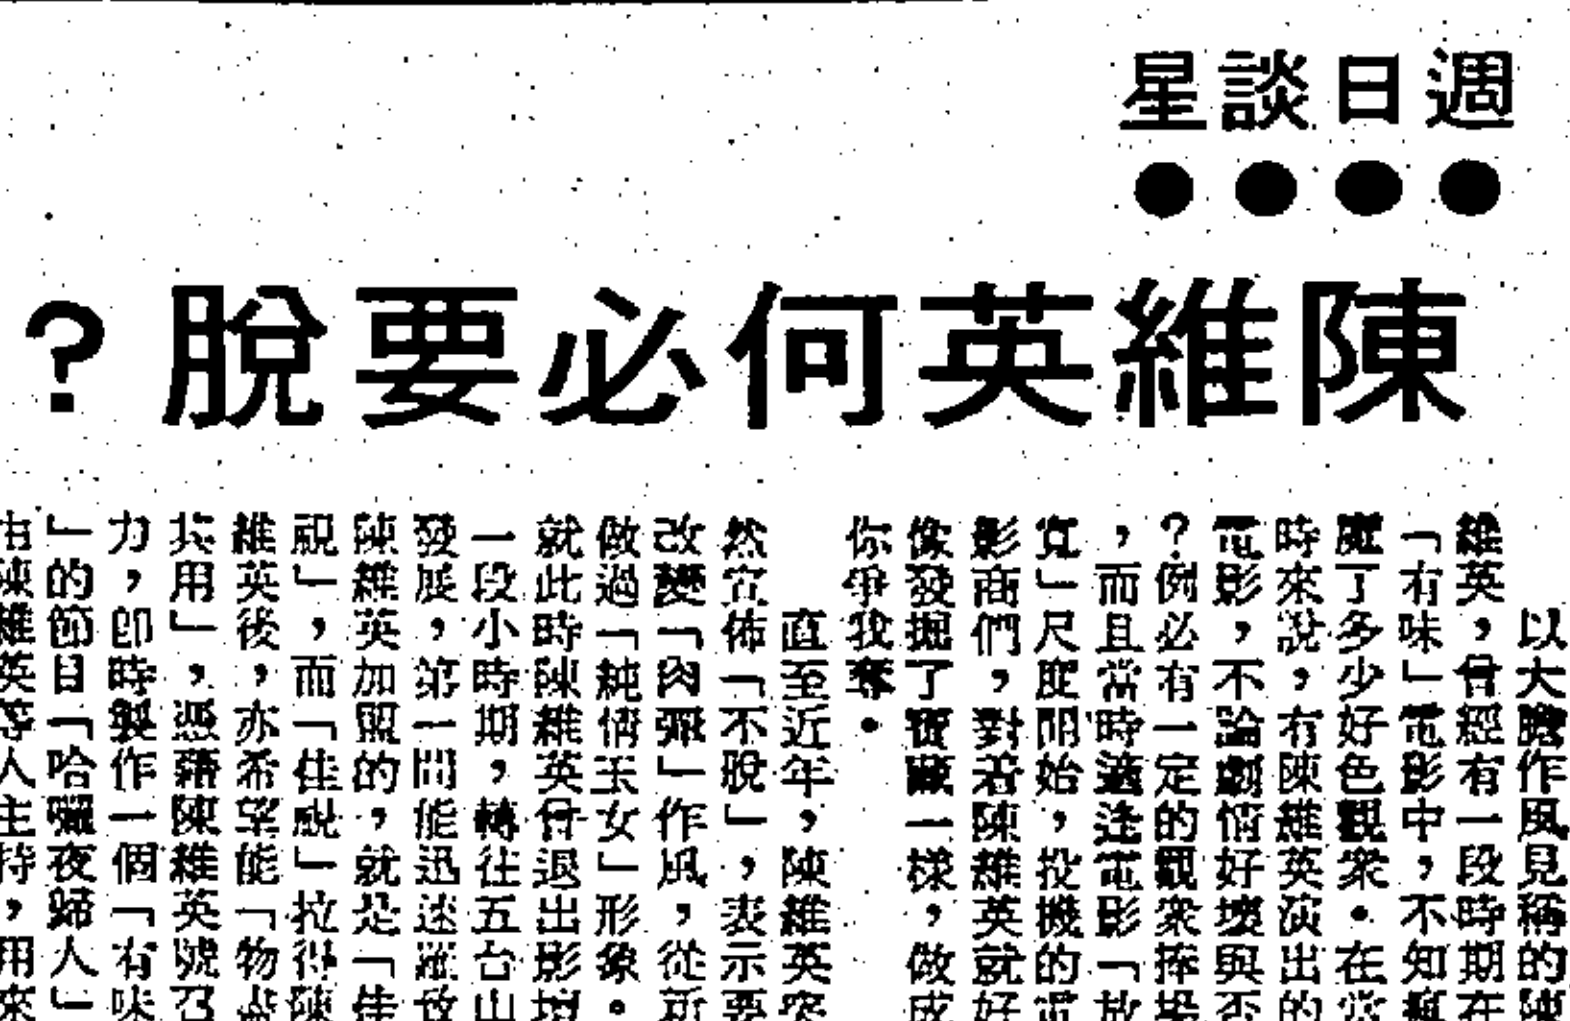 週日談星
陳維英何必要脫？
以大膽作風見稱的陳
維英，曾經有一段時期在
「有味」電影中，不知瘋
魔了多少好色觀衆。在當
時來說，有陳維英演出的
電影，不論劇情好壞與否
？例必有一定的觀衆捧場
，而且當時適逢電影「放
寬」尺度開始，投機的電
影商們，對着陳維英就好
像發掘了寶藏一樣，做成
你爭我奪。
直至近年，陳維英突
然宣佈「不脫」，表示要
改變「肉彈」作風，從新
做過「純情玉女」形象。
就此時陳維英曾退出影壇
一段小時期，轉往五台山
發展，第一間能迅速羅致
陳維英加盟的，就是「佳
視」，而「佳視」拉得陳
維英後，亦希望能「物盡
其用」，憑藉陳維英號召
力，即時製作一個「有味
」的節目「哈囉夜歸人」
由陳維英等人主持，用來